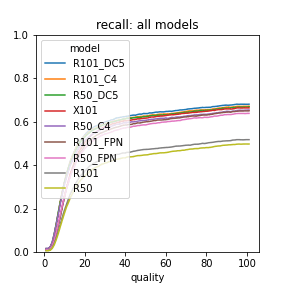 recall: all models
1.0
0.8
0.6
0.4
0.2
0.0
model
R101_DC5
R101_C4
R50_DC5
X101
R50_C4
R101_FPN
R50_FPN
R101
R50
0 20 40 60 80 100
quality